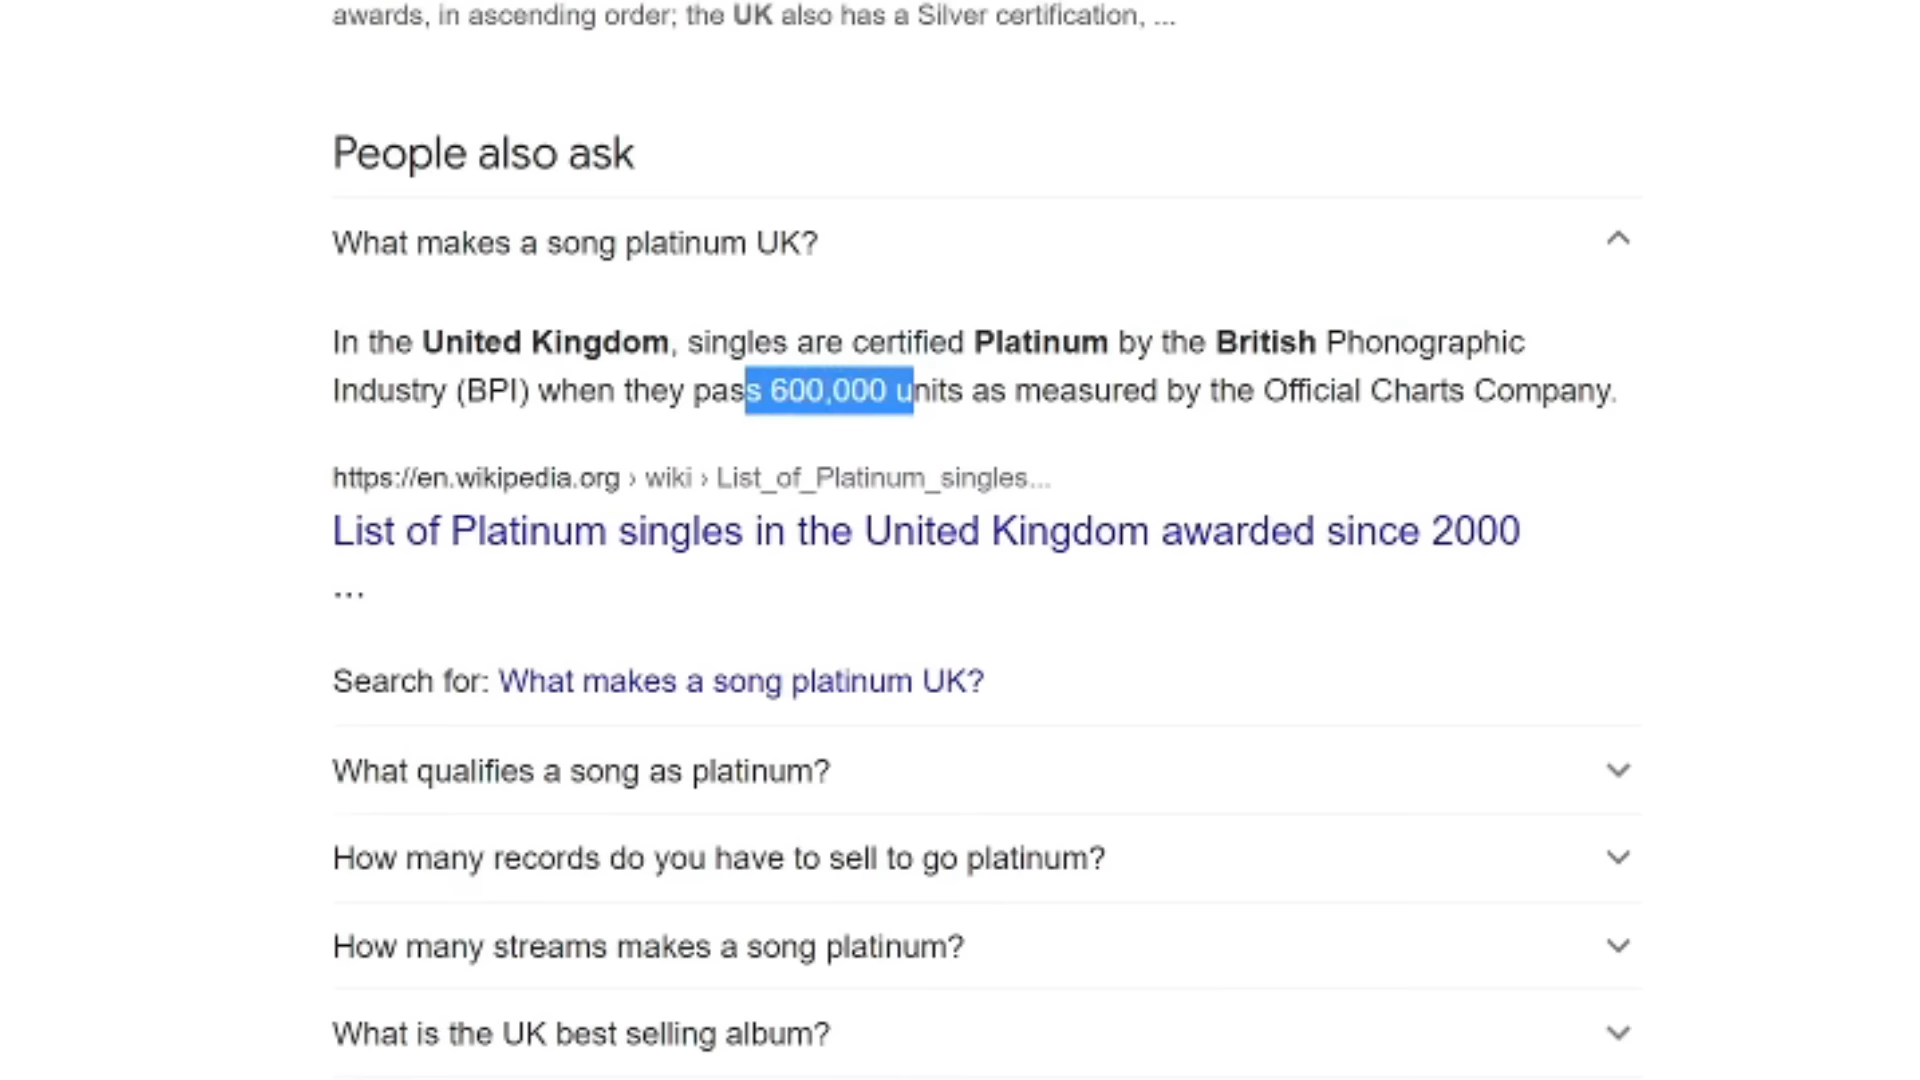 awards, in ascending order; the UK also has a Silver certification, ...
People also ask
What makes a song platinum UK?
In the United Kingdom, singles are certified Platinum by the British Phonographic
Industry (BPI) when they pass 600,000 units as measured by the Official Charts Company.
https://en.wikipedia.org › wiki › List_of_Platinum_singles...
List of Platinum singles in the United Kingdom awarded since 2000
...
Search for: What makes a song platinum UK?
What qualifies a song as platinum?
How many records do you have to sell to go platinum?
How many streams makes a song platinum?
What is the UK best selling album?